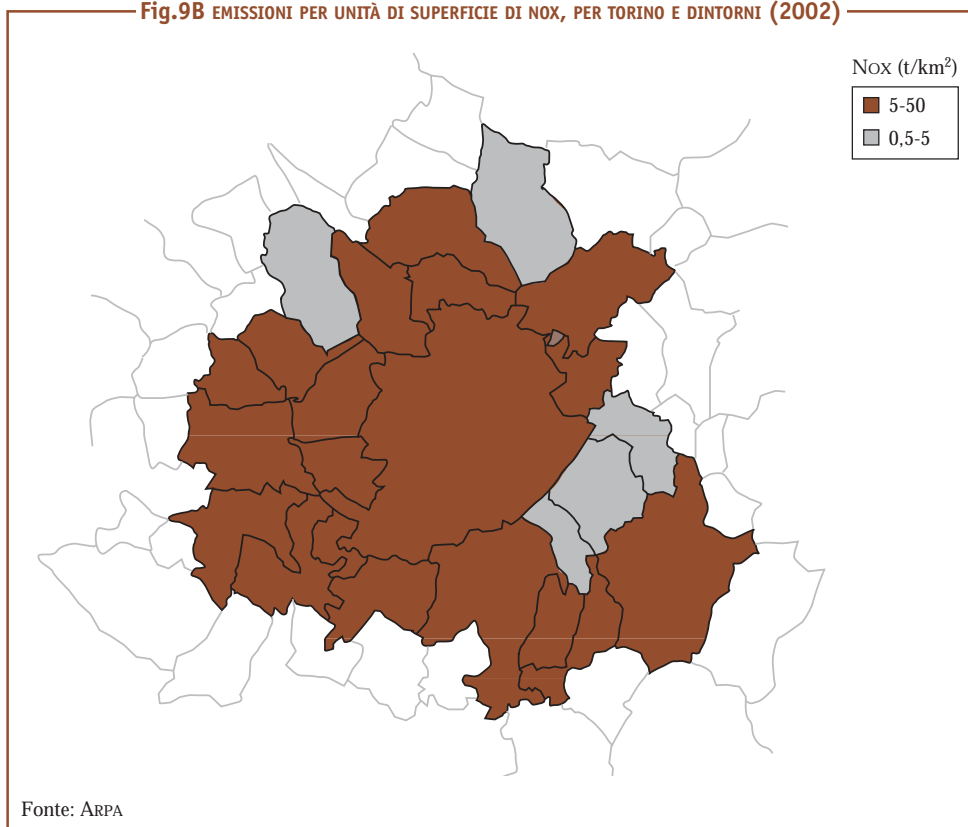 Fig.9B EMISSIONI PER UNITÀ DI SUPERFICIE DI NOX, PER TORINO E DINTORNI (2002)
NOX (t/km²)
5-50
0,5-5
Fonte: ARPA